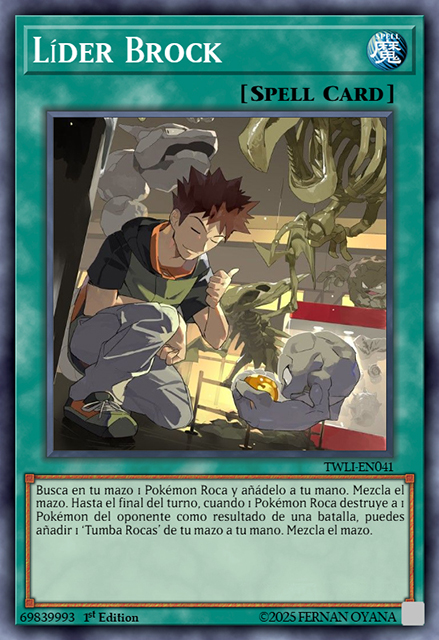 LÍDER BROCK
SPELL
魔
[SPELL CARD]
TWLI-EN041
Busca en tu mazo 1 Pokémon Roca y añádelo a tu mano. Mezcla el
mazo. Hasta el final del turno, cuando 1 Pokémon Roca destruye a 1
Pokémon del oponente como resultado de una batalla, puedes
añadir 1 ‘Tumba Rocas’ de tu mazo a tu mano. Mezcla el mazo.
69839993 1st Edition ©2025 FERNAN OYANA